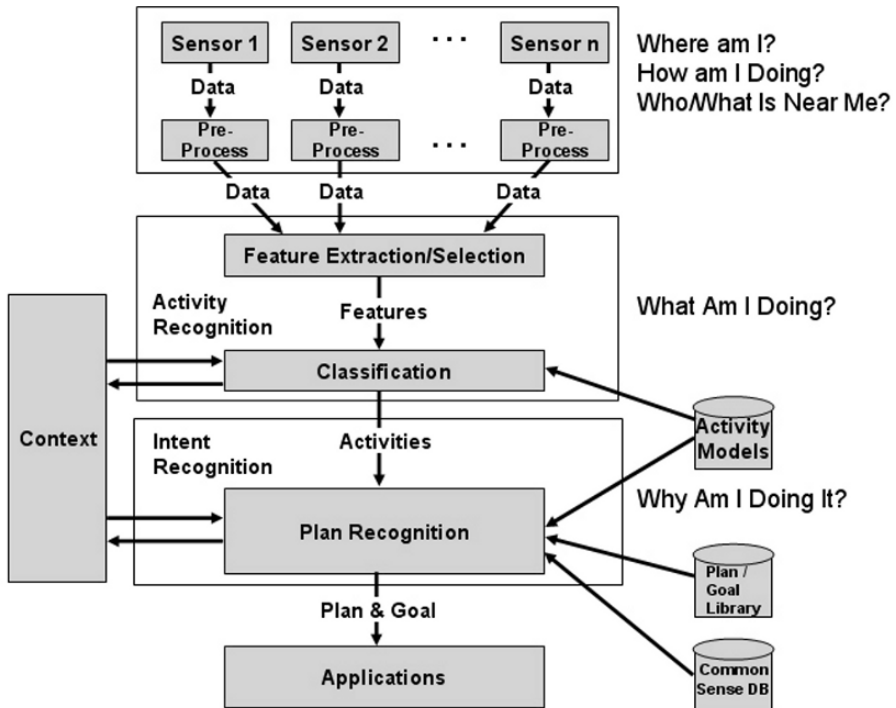 Sensor 1
Sensor 2
. . .
Sensor n
Where am I?
How am I Doing?
Who/What Is Near Me?
Data
Data
Data
Pre-
Process
Pre-
Process
. . .
Pre-
Process
Data
Data
Data
Feature Extraction/Selection
Activity
Recognition
Features
What Am I Doing?
Classification
Context
Activity
Models
Intent
Recognition
Activities
Why Am I Doing It?
Plan Recognition
Plan /
Goal
Library
Plan & Goal
Applications
Common
Sense DB